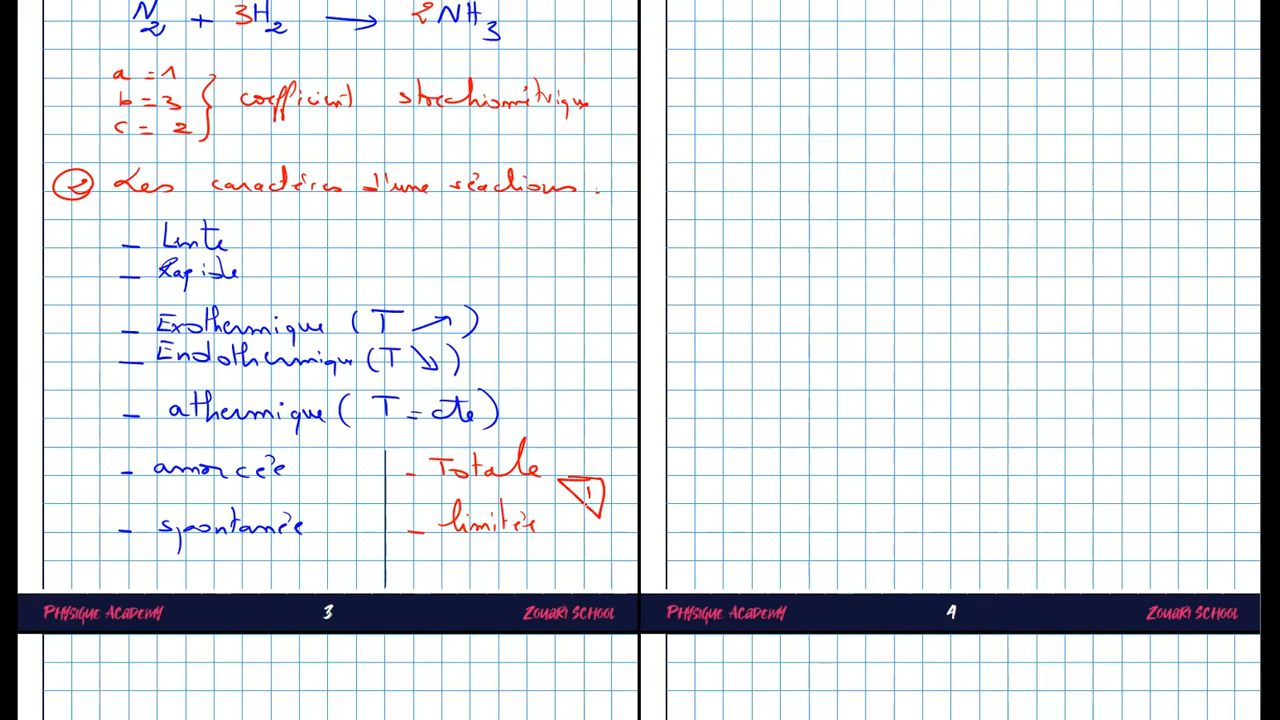 N2 + 3H2 → 2NH3
a = 1
b = 3
c = 2
} coefficient stœchiométrique
② Les caractères d'une réactions.
– Lente
– Rapide
– Exothermique ( T ↗ )
– Endothermique ( T ↘ )
– athermique ( T = cte )
– amorcée
– spontanée
– Totale
– limitée
!
Physique Academy 3 Zouari School
Physique Academy 4 Zouari School